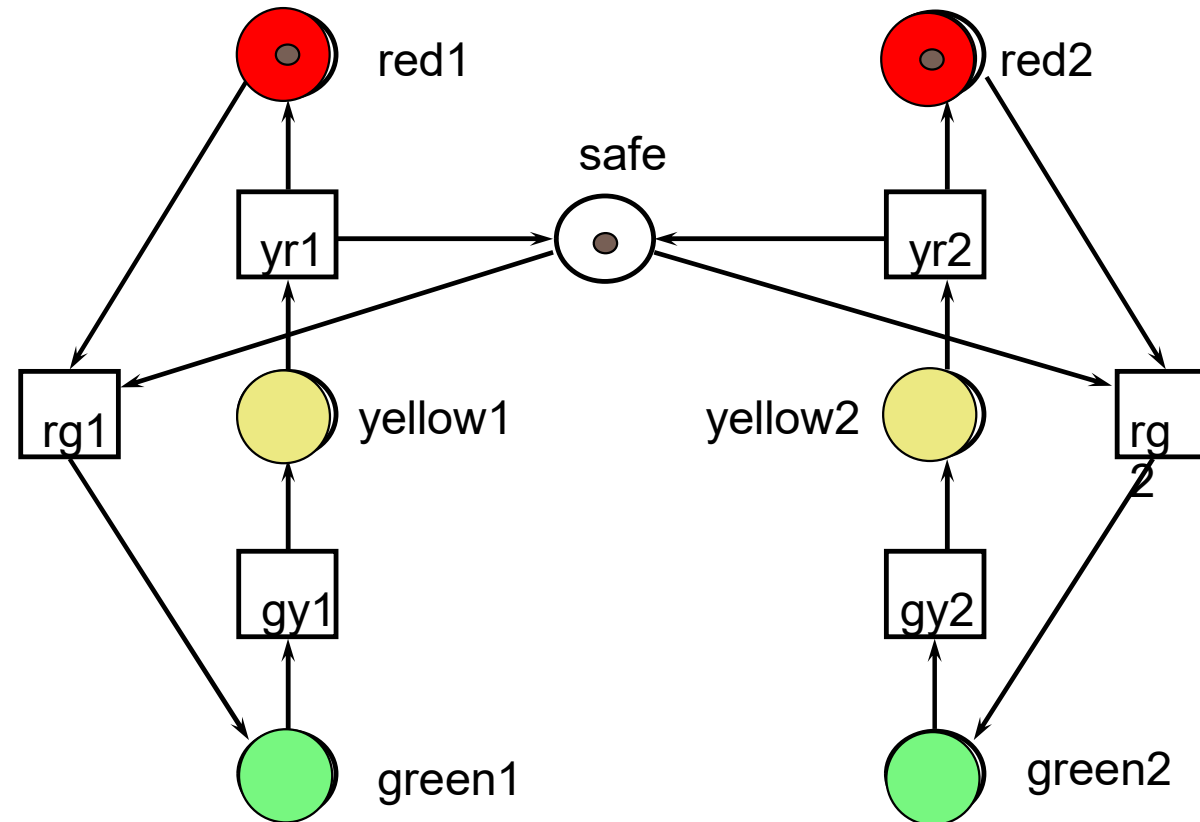 red1
red2
safe
yr1
yr2
rg1
yellow1
yellow2
rg
2
gy1
gy2
green1
green2